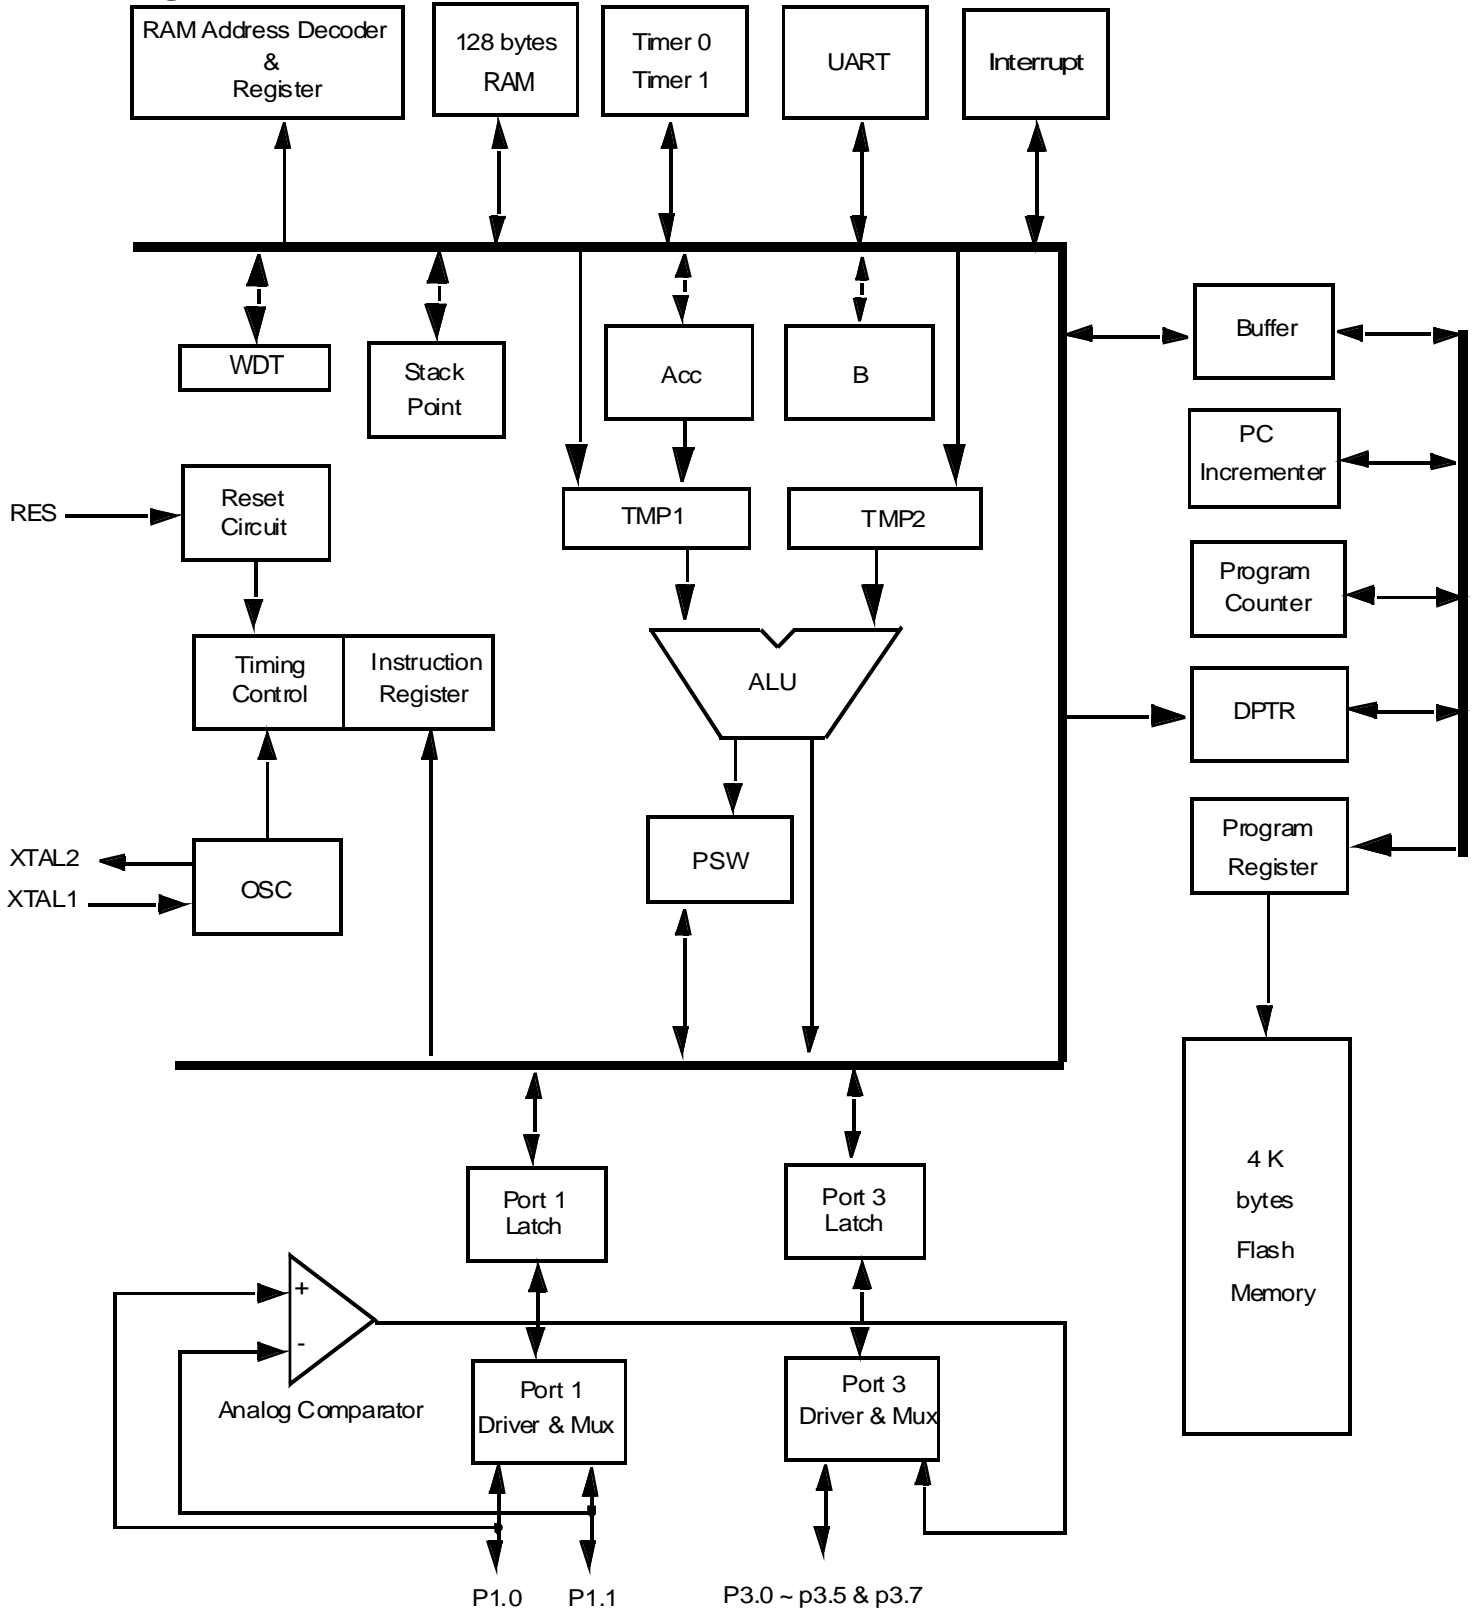 RAM Address Decoder
&
Register
128 bytes
RAM
Timer 0
Timer 1
UART
Interrupt
WDT
Stack
Point
Acc
B
Buffer
PC
Incrementer
RES
Reset
Circuit
TMP1
TMP2
Program
Counter
Timing
Control
Instruction
Register
ALU
DPTR
XTAL2
XTAL1
OSC
PSW
Program
Register
Port 1
Latch
Port 3
Latch
4 K
bytes
Flash
Memory
+
-
Analog Comparator
Port 1
Driver & Mux
Port 3
Driver & Mux
P1.0
P1.1
P3.0 ~ p3.5 & p3.7